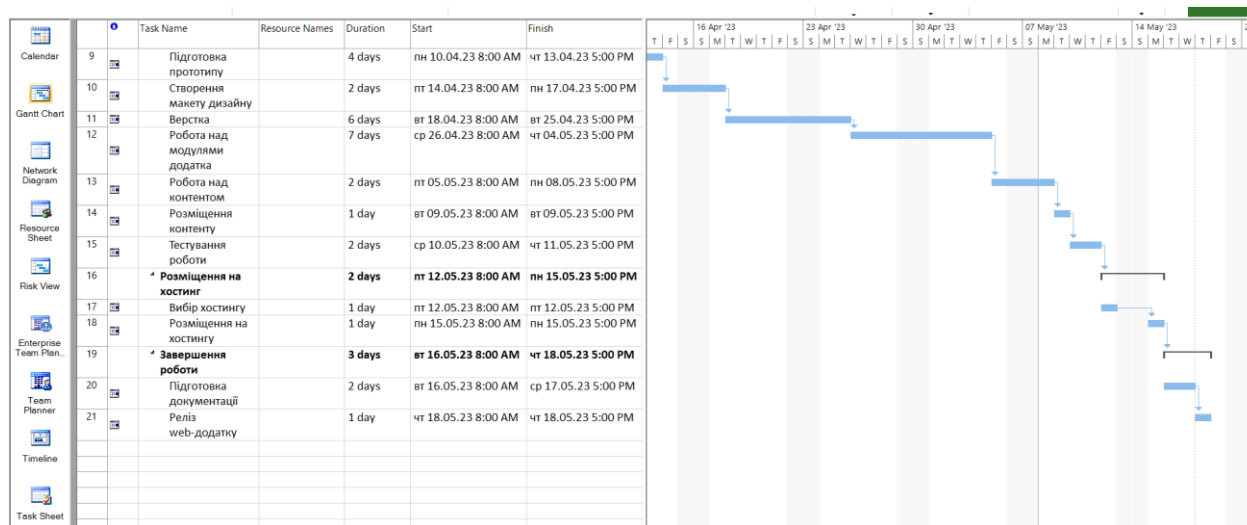 Task Name Resource Names Duration Start Finish
16 Apr '23 23 Apr '23 30 Apr '23 07 May '23 14 May '23 2
T F S S M T W T F S S M T W T F S S M T W T F S S M T W T F S S M T W T F S
Calendar
Gantt Chart
Network
Diagram
Resource
Sheet
Risk View
Enterprise
Team Plan...
Team
Planner
Timeline
Task Sheet
9 Підготовка 4 days пн 10.04.23 8:00 AM чт 13.04.23 5:00 PM
прототипу
10 Створення 2 days пт 14.04.23 8:00 AM пн 17.04.23 5:00 PM
макету дизайну
11 Верстка 6 days вт 18.04.23 8:00 AM вт 25.04.23 5:00 PM
12 Робота над 7 days ср 26.04.23 8:00 AM чт 04.05.23 5:00 PM
модулями
додатка
13 Робота над 2 days пт 05.05.23 8:00 AM пн 08.05.23 5:00 PM
контентом
14 Розміщення 1 day вт 09.05.23 8:00 AM вт 09.05.23 5:00 PM
контенту
15 Тестування 2 days ср 10.05.23 8:00 AM чт 11.05.23 5:00 PM
роботи
16 Розміщення на 2 days пт 12.05.23 8:00 AM пн 15.05.23 5:00 PM
хостинг
17 Вибір хостингу 1 day пт 12.05.23 8:00 AM пт 12.05.23 5:00 PM
18 Розміщення на 1 day пн 15.05.23 8:00 AM пн 15.05.23 5:00 PM
хостингу
19 Завершення 3 days вт 16.05.23 8:00 AM чт 18.05.23 5:00 PM
роботи
20 Підготовка 2 days вт 16.05.23 8:00 AM ср 17.05.23 5:00 PM
документації
21 Реліз 1 day чт 18.05.23 8:00 AM чт 18.05.23 5:00 PM
web-додатку